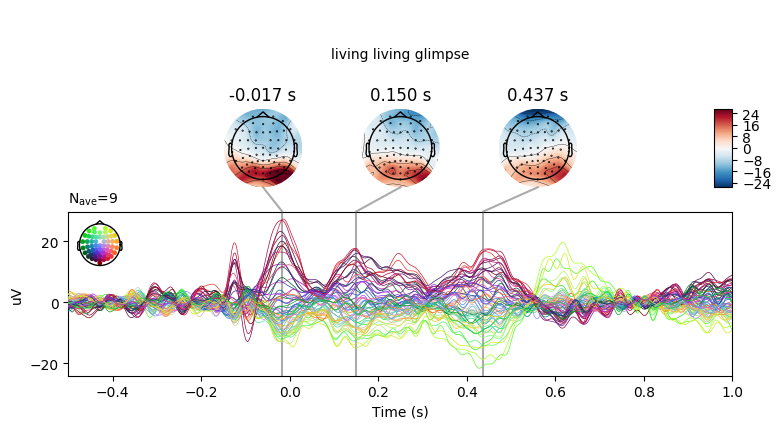 living living glimpse
-0.017 s 0.150 s 0.437 s
24
16
8
0
−8
−16
−24
Nave=9
20
0
−20
uV
−0.4 −0.2 0.0 0.2 0.4 0.6 0.8 1.0
Time (s)